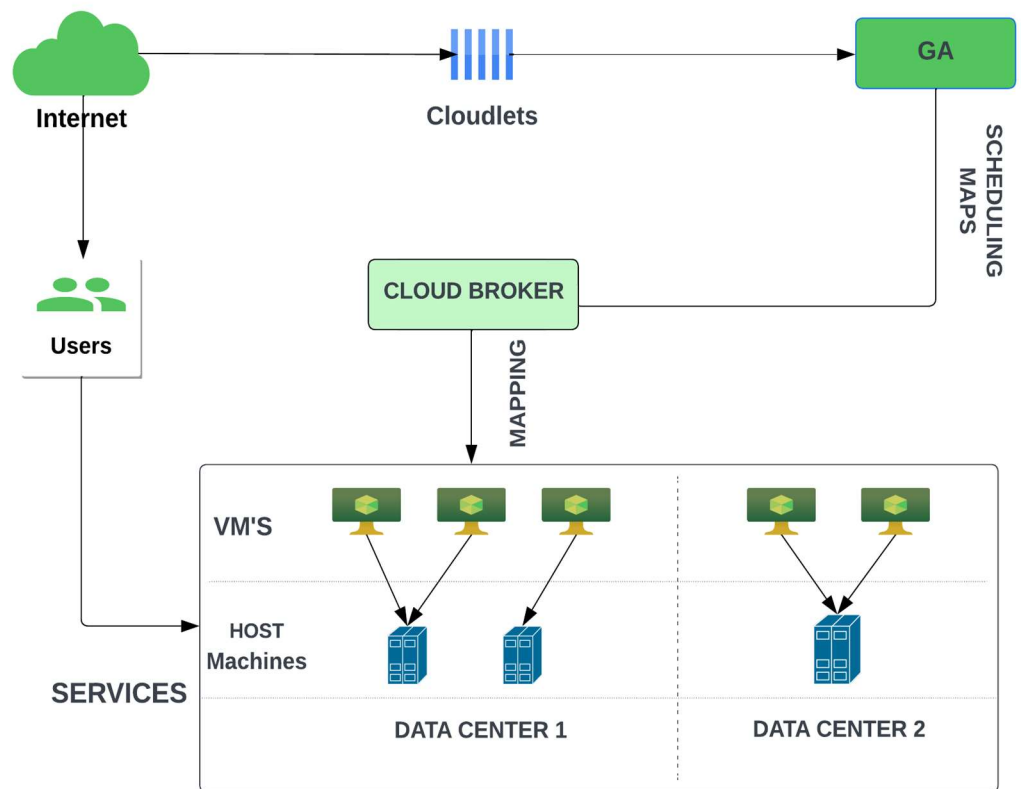 GA
Internet
Cloudlets
SCHEDULING
MAPS
CLOUD BROKER
Users
MAPPING
VM'S
HOST
Machines
SERVICES
DATA CENTER 1
DATA CENTER 2